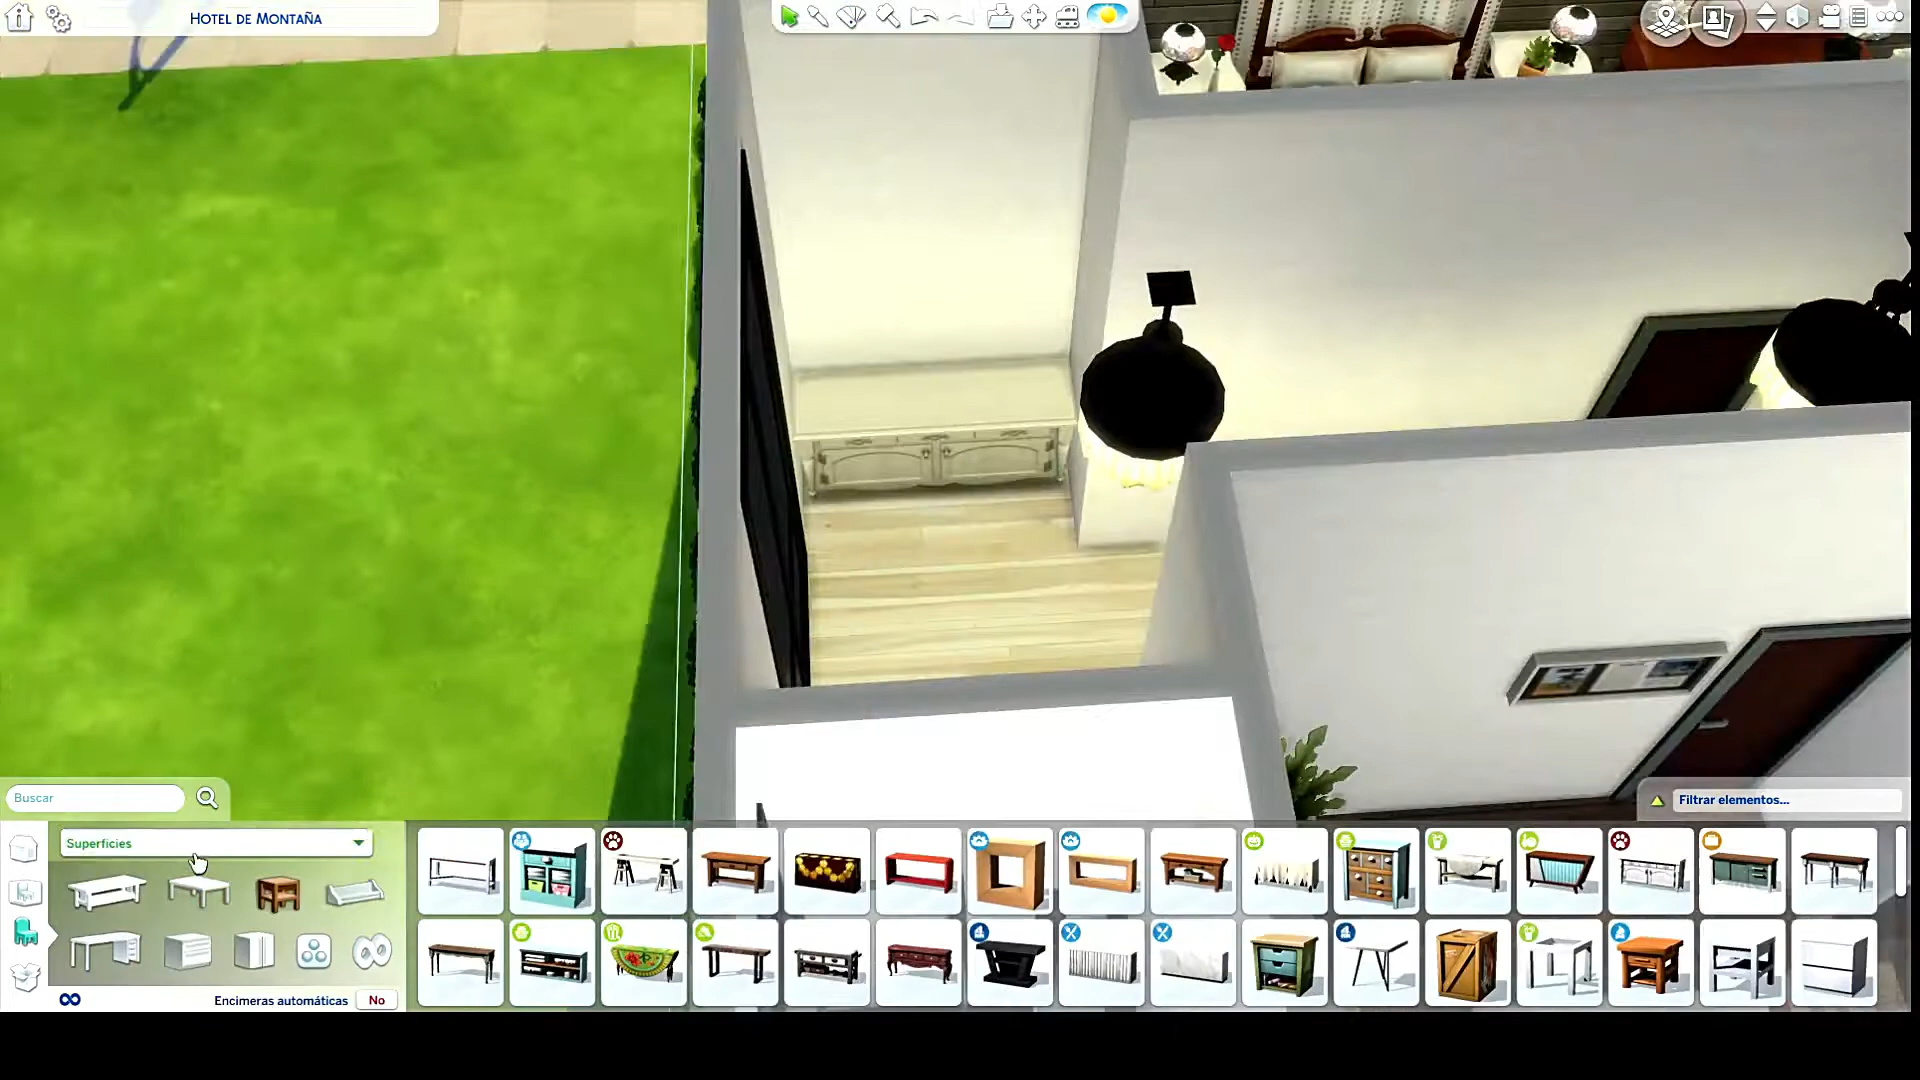 HOTEL DE MONTAÑA
Buscar
Filtrar elementos...
Superficies
Encimeras automáticas
No